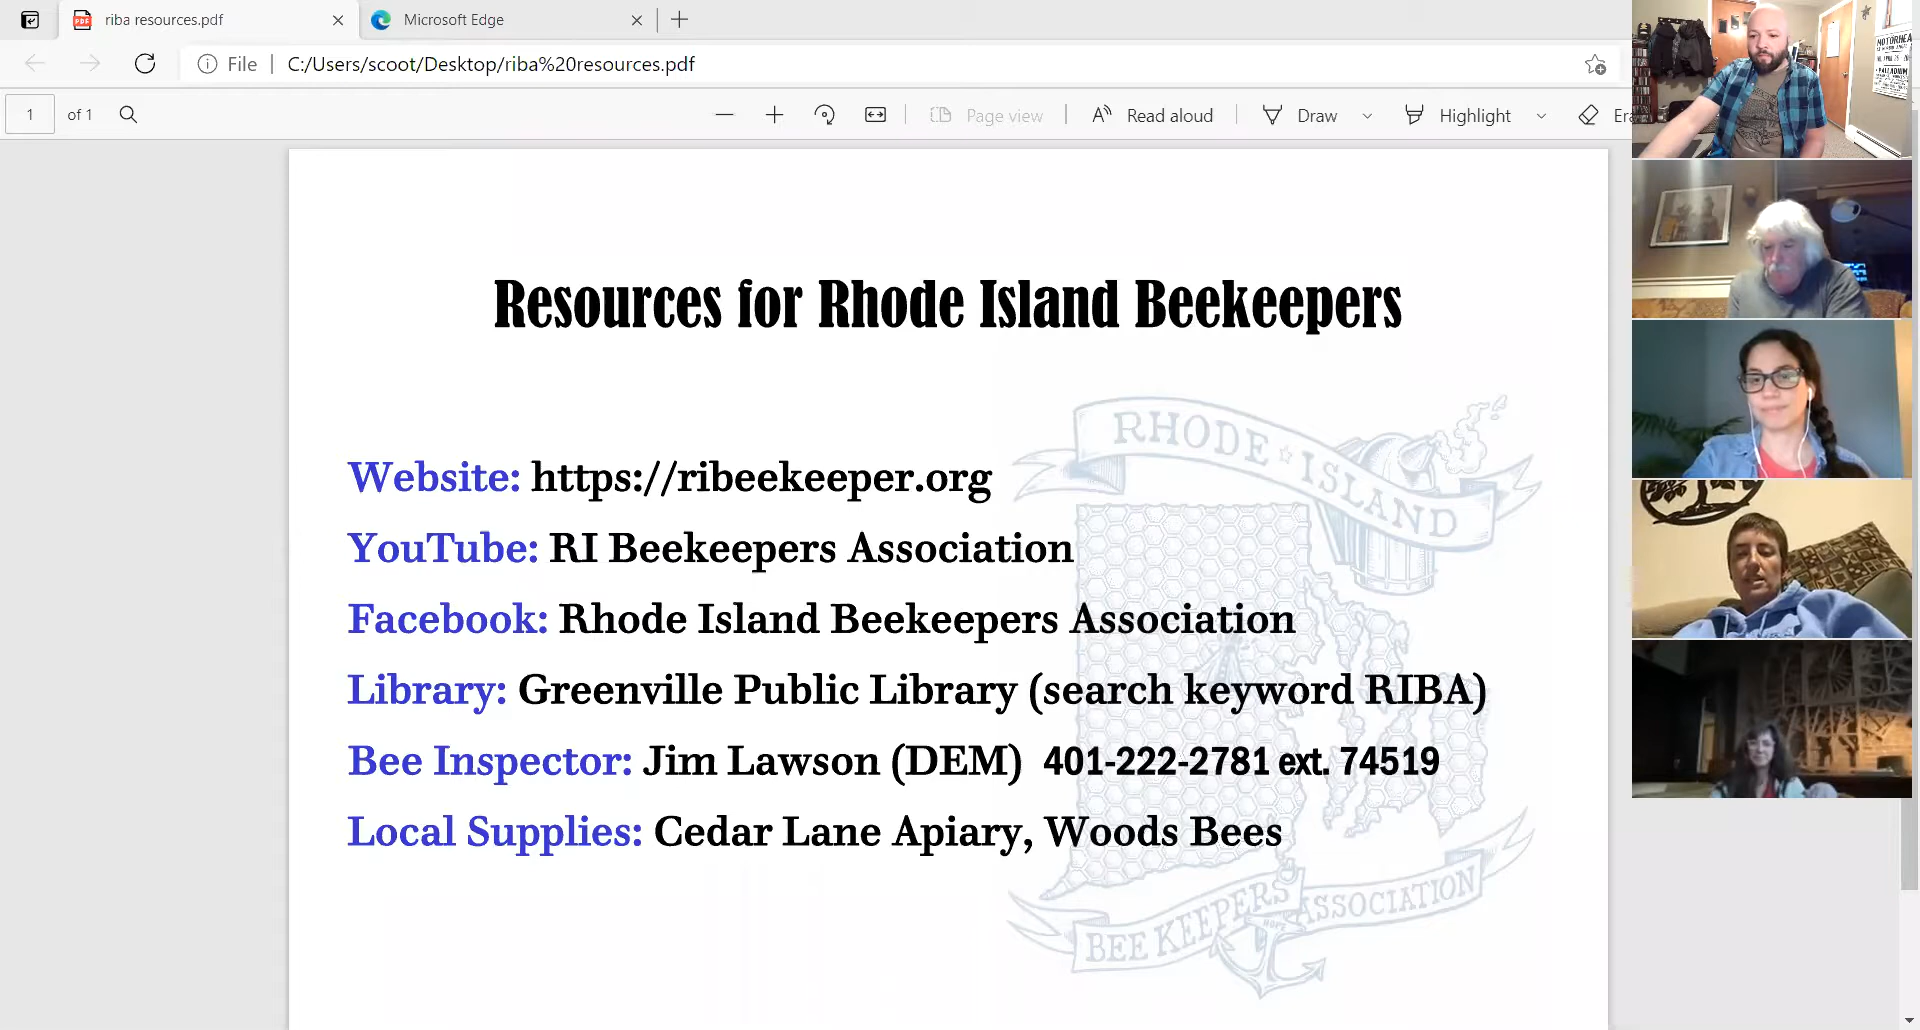 riba resources.pdf
Microsoft Edge
File
C:/Users/scoot/Desktop/riba%20resources.pdf
1 of 1
Page view
Read aloud
Draw
Highlight
Resources for Rhode Island Beekeepers
RHODE ISLAND
Website: https://ribeekeeper.org
YouTube: RI Beekeepers Association
Facebook: Rhode Island Beekeepers Association
Library: Greenville Public Library (search keyword RIBA)
Bee Inspector: Jim Lawson (DEM) 401-222-2781 ext. 74519
Local Supplies: Cedar Lane Apiary, Woods Bees
BEE KEEPERS ASSOCIATION
HOPE